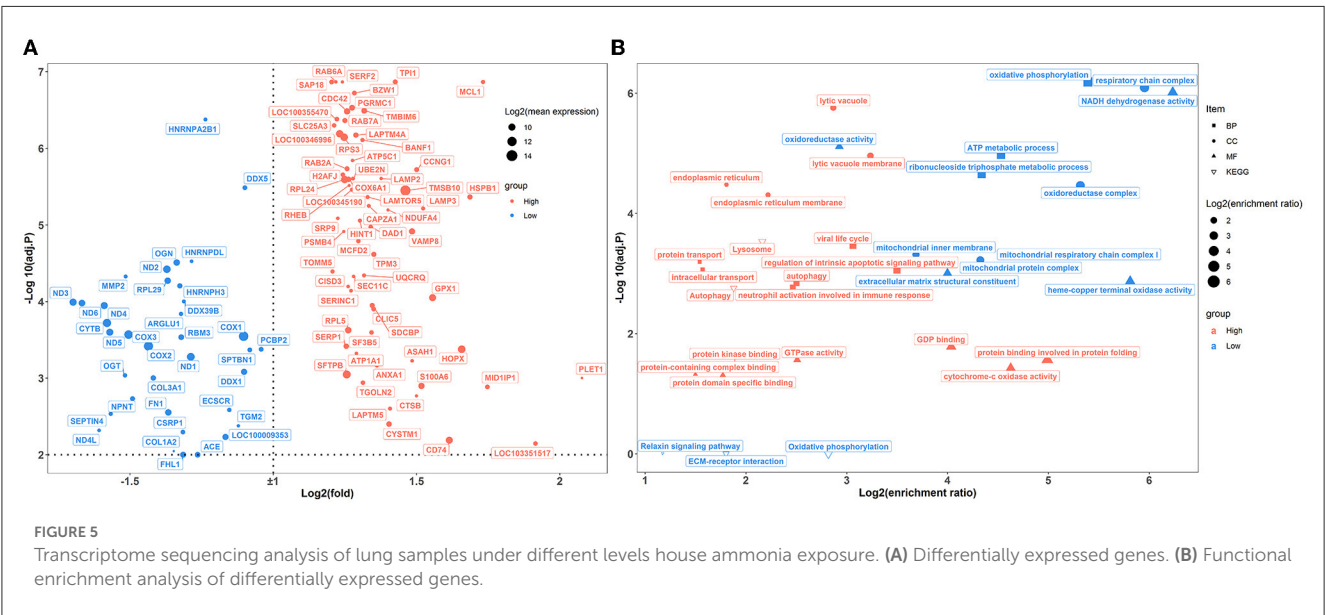 A
B
-Log 10(adj.P)
7
6
5
4
3
2
-1.5
±1
1.5
2
Log2(fold)
RAB6A
SERF2
TPI1
SAP18
BZW1
MCL1
CDC42
PGRMC1
LOC100355470
TMBIM6
HNRNPA2B1
SLC25A3
RAB7A
LOC100346996
LAPTM4A
RPS3
BANF1
RAB2A
ATP5C1
CCNG1
H2AFJ
UBE2N
DDX5
LAMP2
RPL24
COX6A1
TMSB10
HSPB1
LOC100345190
LAMTOR5
LAMP3
RHEB
CAPZA1
NDUFA4
SRP9
HINT1
DAD1
PSMB4
VAMP8
MCFD2
OGN
HNRNPDL
ND2
TOMM5
TPM3
MMP2
CISD3
UQCRQ
RPL29
SEC11C
HNRNPH3
ND3
SERINC1
GPX1
DDX39B
ND6
ND4
CLIC5
ARGLU1
RPL5
CYTB
COX1
SDCBP
RBM3
SERP1
ND5
COX3
PCBP2
SF3B5
COX2
SPTBN1
ATP1A1
ASAH1
HOPX
OGT
ND1
SFTPB
DDX1
ANXA1
PLET1
COL3A1
S100A6
MID1IP1
NPNT
FN1
ECSCR
TGOLN2
CTSB
SEPTIN4
CSRP1
TGM2
LAPTM5
ND4L
COL1A2
LOC100009353
CYSTM1
ACE
CD74
LOC103351517
FHL1
Log2(mean expression)
10
12
14
group
High
Low
-Log 10(adj.P)
6
4
2
0
1
2
3
4
5
6
Log2(enrichment ratio)
oxidative phosphorylation
respiratory chain complex
lytic vacuole
NADH dehydrogenase activity
oxidoreductase activity
ATP metabolic process
lytic vacuole membrane
ribonucleoside triphosphate metabolic process
endoplasmic reticulum
oxidoreductase complex
endoplasmic reticulum membrane
viral life cycle
Lysosome
mitochondrial inner membrane
protein transport
mitochondrial respiratory chain complex I
regulation of intrinsic apoptotic signaling pathway
mitochondrial protein complex
intracellular transport
autophagy
extracellular matrix structural constituent
heme-copper terminal oxidase activity
Autophagy
neutrophil activation involved in immune response
GDP binding
protein kinase binding
GTPase activity
protein binding involved in protein folding
protein-containing complex binding
cytochrome-c oxidase activity
protein domain specific binding
Relaxin signaling pathway
Oxidative phosphorylation
ECM-receptor interaction
Item
BP
CC
MF
KEGG
Log2(enrichment ratio)
2
3
4
5
6
group
a High
a Low
FIGURE 5
Transcriptome sequencing analysis of lung samples under different levels house ammonia exposure. (A) Differentially expressed genes. (B) Functional
enrichment analysis of differentially expressed genes.